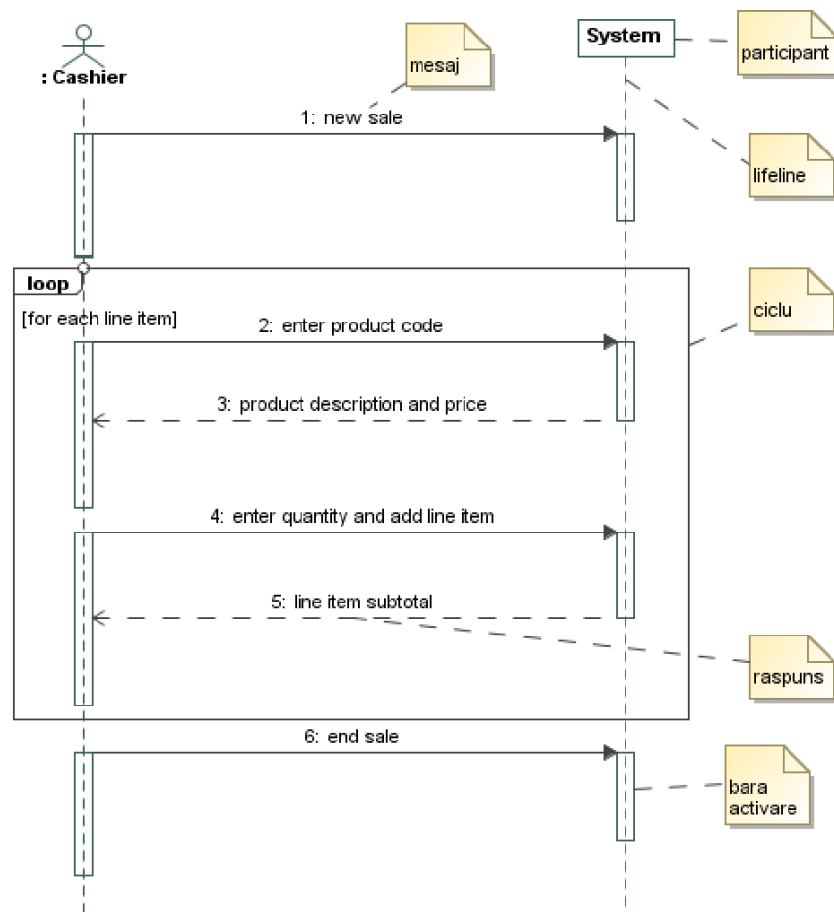 System
participant
mesaj
: Cashier
1: new sale
lifeline
loop
[for each line item]
ciclu
2: enter product code
3: product description and price
4: enter quantity and add line item
5: line item subtotal
raspuns
6: end sale
bara
activare